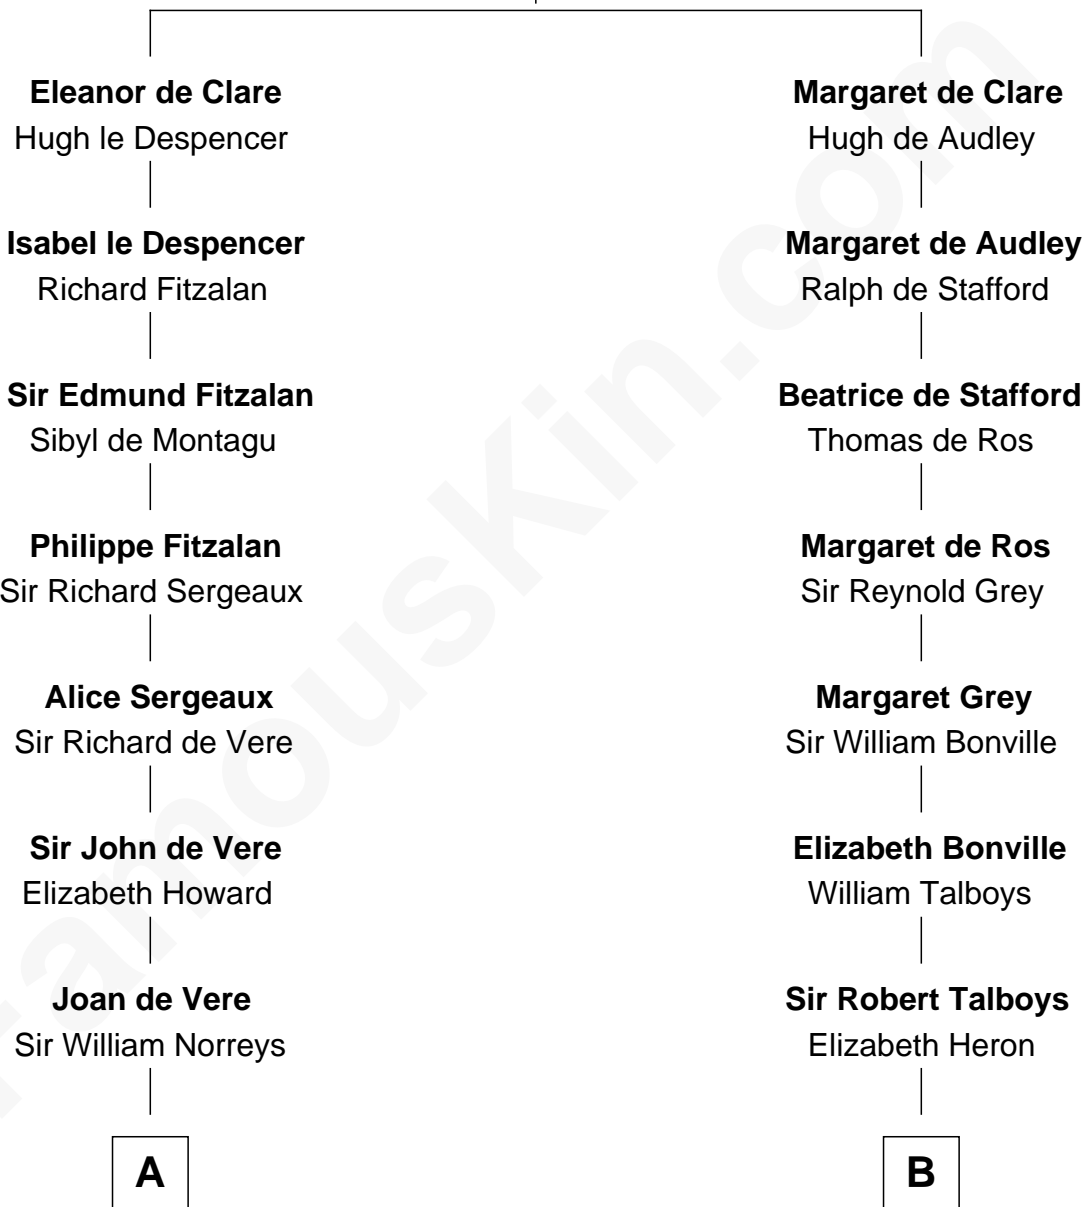 Eleanor de Clare
Hugh le Despencer
Isabel le Despencer
Richard Fitzalan
Sir Edmund Fitzalan
Sibyl de Montagu
Philippe Fitzalan
Sir Richard Sergeaux
Alice Sergeaux
Sir Richard de Vere
Sir John de Vere
Elizabeth Howard
Joan de Vere
Sir William Norreys
A
Margaret de Clare
Hugh de Audley
Margaret de Audley
Ralph de Stafford
Beatrice de Stafford
Thomas de Ros
Margaret de Ros
Sir Reynold Grey
Margaret Grey
Sir William Bonville
Elizabeth Bonville
William Talboys
Sir Robert Talboys
Elizabeth Heron
B
FamousKin.com